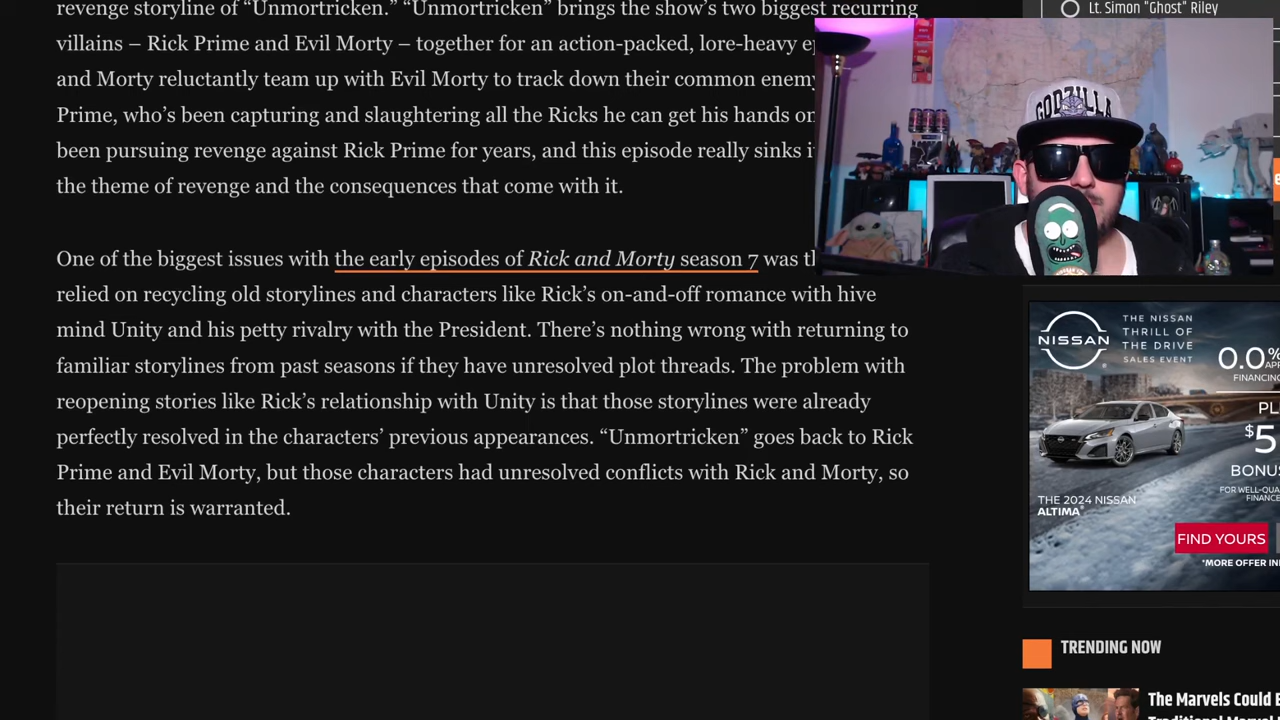 revenge storyline of “Unmortricken.” “Unmortricken” brings the show’s two biggest recurring
villains – Rick Prime and Evil Morty – together for an action-packed, lore-heavy
and Morty reluctantly team up with Evil Morty to track down their common enemy
Prime, who’s been capturing and slaughtering all the Ricks he can get his hands on
been pursuing revenge against Rick Prime for years, and this episode really sinks
the theme of revenge and the consequences that come with it.
One of the biggest issues with the early episodes of Rick and Morty season 7 was
relied on recycling old storylines and characters like Rick’s on-and-off romance with hive
mind Unity and his petty rivalry with the President. There’s nothing wrong with returning to
familiar storylines from past seasons if they have unresolved plot threads. The problem with
reopening stories like Rick’s relationship with Unity is that those storylines were already
perfectly resolved in the characters’ previous appearances. “Unmortricken” goes back to Rick
Prime and Evil Morty, but those characters had unresolved conflicts with Rick and Morty, so
their return is warranted.
Lt. Simon "Ghost" Riley
GODZILLA
NISSAN
THE NISSAN
THRILL OF
THE DRIVE
SALES EVENT
0.0%
FINANCING
PL
$5
BONUS
FOR WELL-QUA
FINANCE
THE 2024 NISSAN
ALTIMA
FIND YOURS
*MORE OFFER IN
TRENDING NOW
The Marvels Could